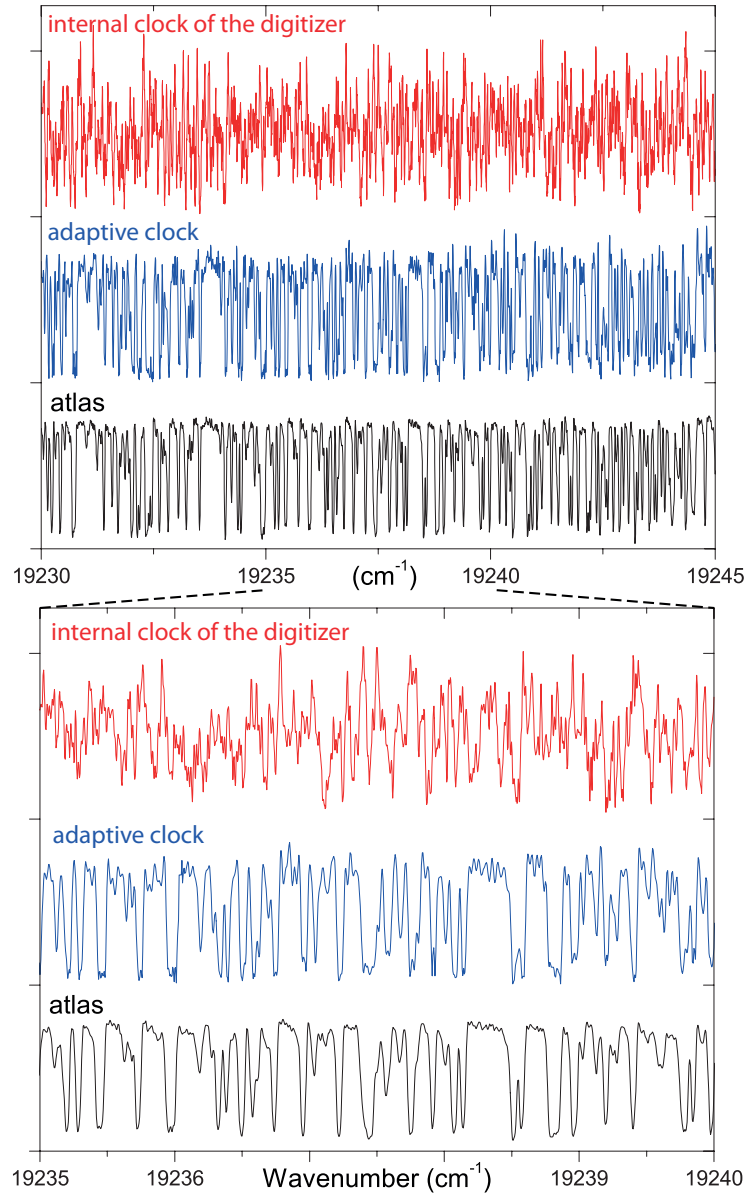 internal clock of the digitizer
adaptive clock
atlas
19230 19235 (cm⁻¹) 19240 19245
internal clock of the digitizer
adaptive clock
atlas
19235 19236 Wavenumber (cm⁻¹) 19239 19240